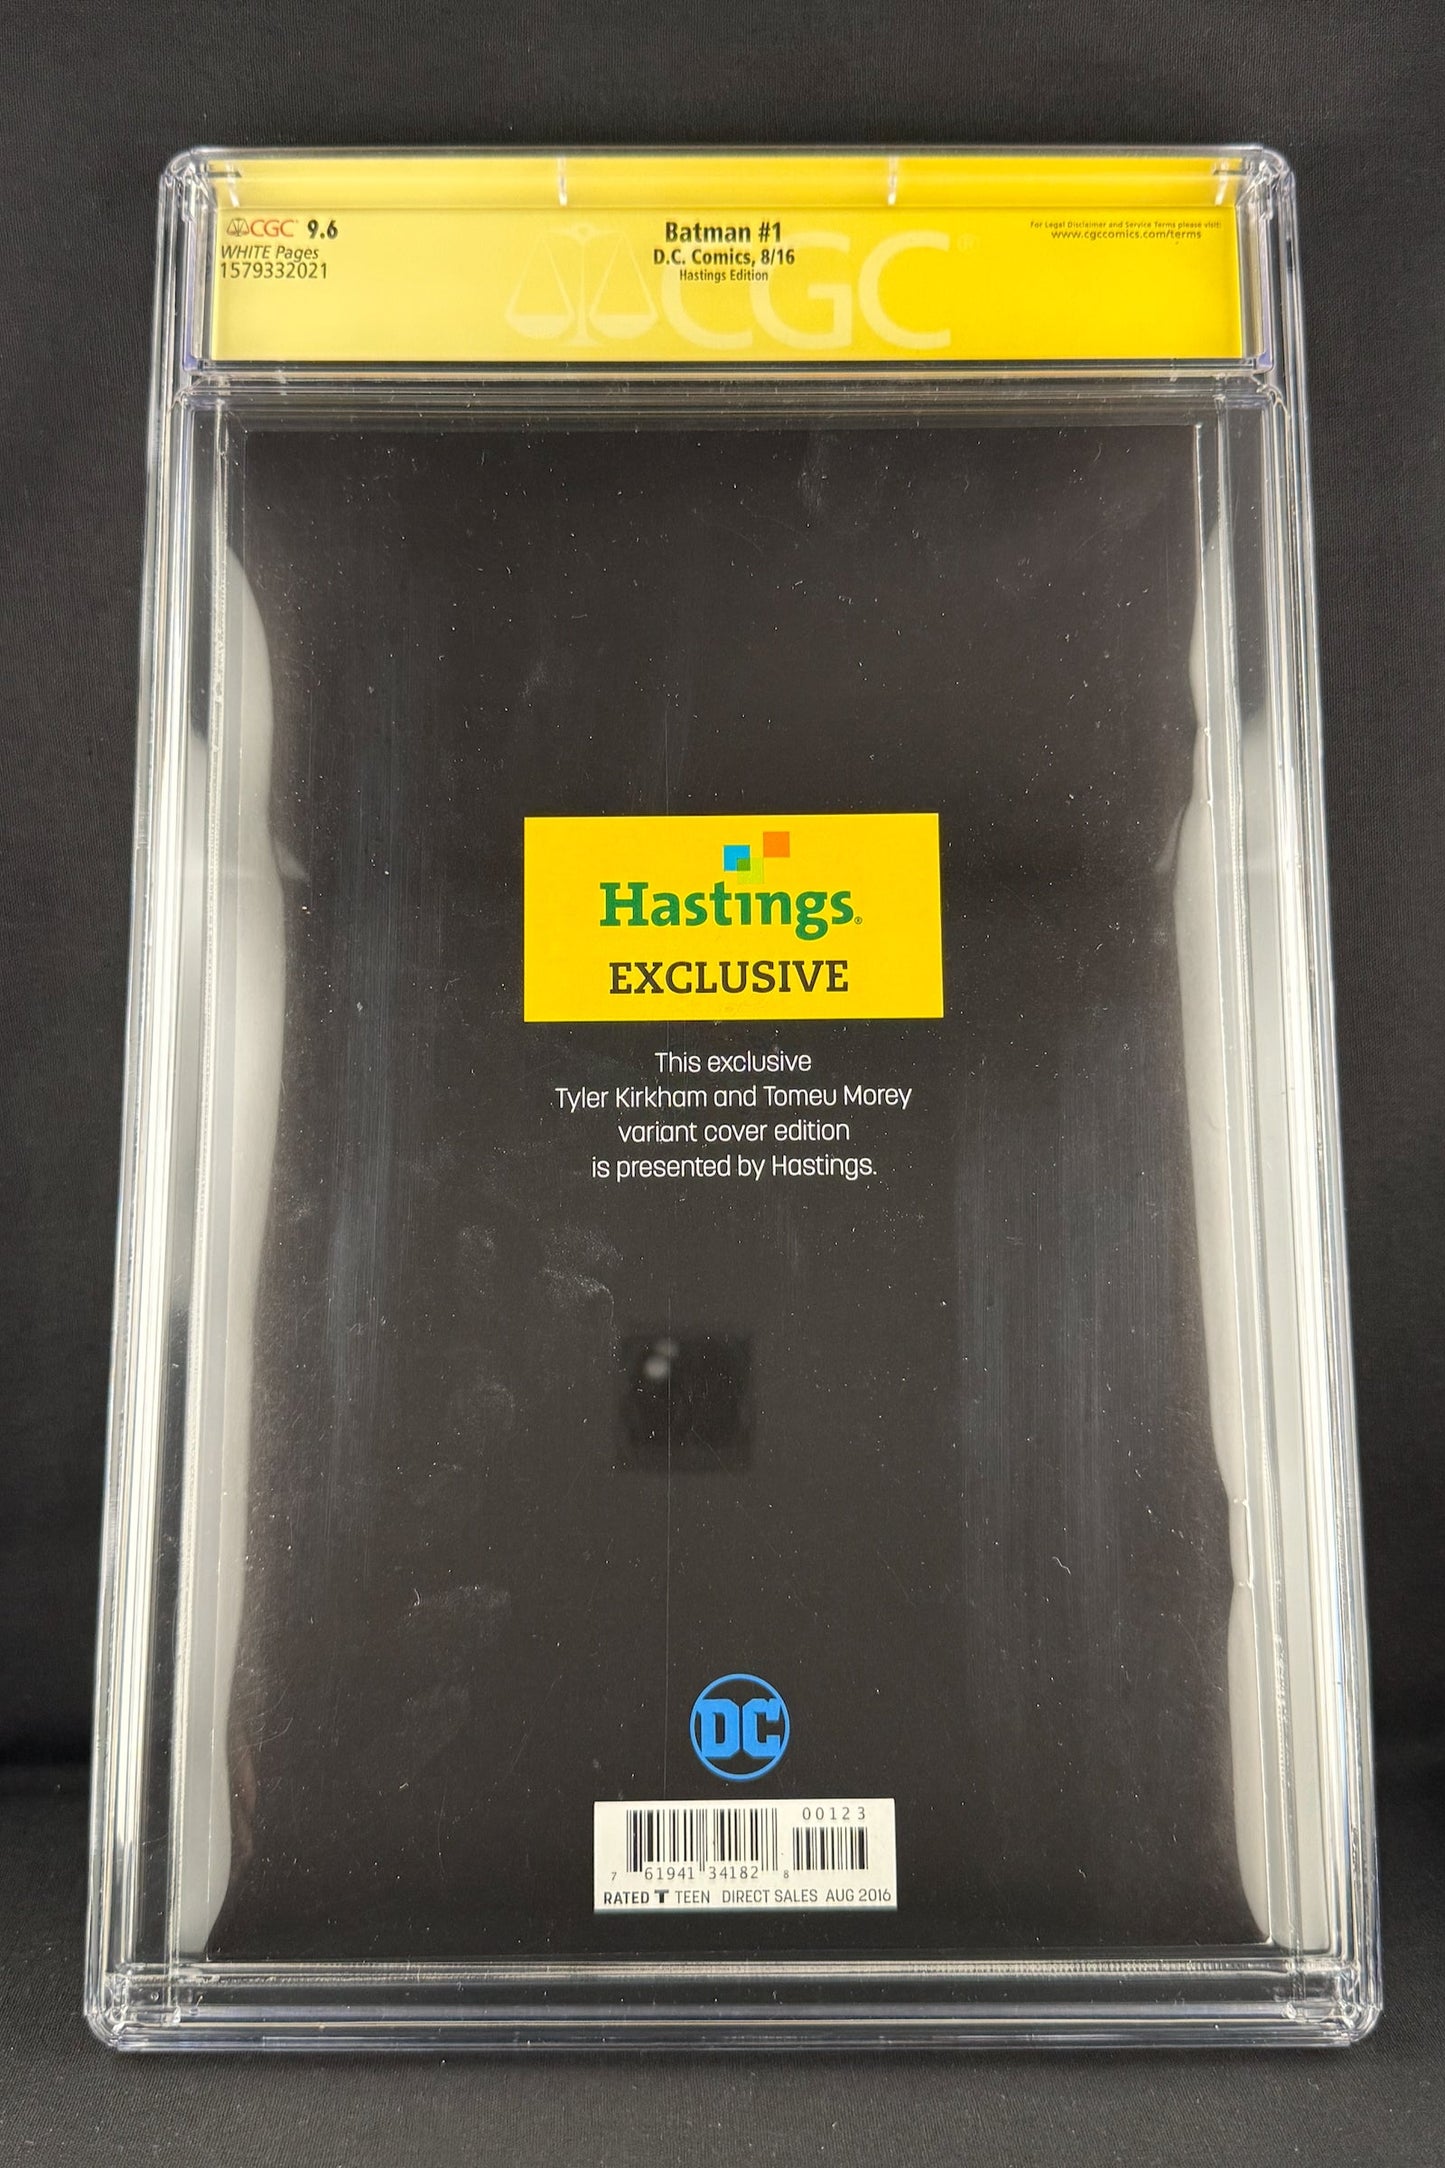 CGC 9.6
WHITE Pages
1579332021
Batman #1
D.C. Comics, 8/16
Hastings Edition
For Legal Disclaimer and Service Terms please visit:
www.cgccomics.com/terms
CGC®
Hastings®
EXCLUSIVE
This exclusive
Tyler Kirkham and Tomeu Morey
variant cover edition
is presented by Hastings.
DC
00123
7 61941 34182 8
RATED T TEEN DIRECT SALES AUG 2016